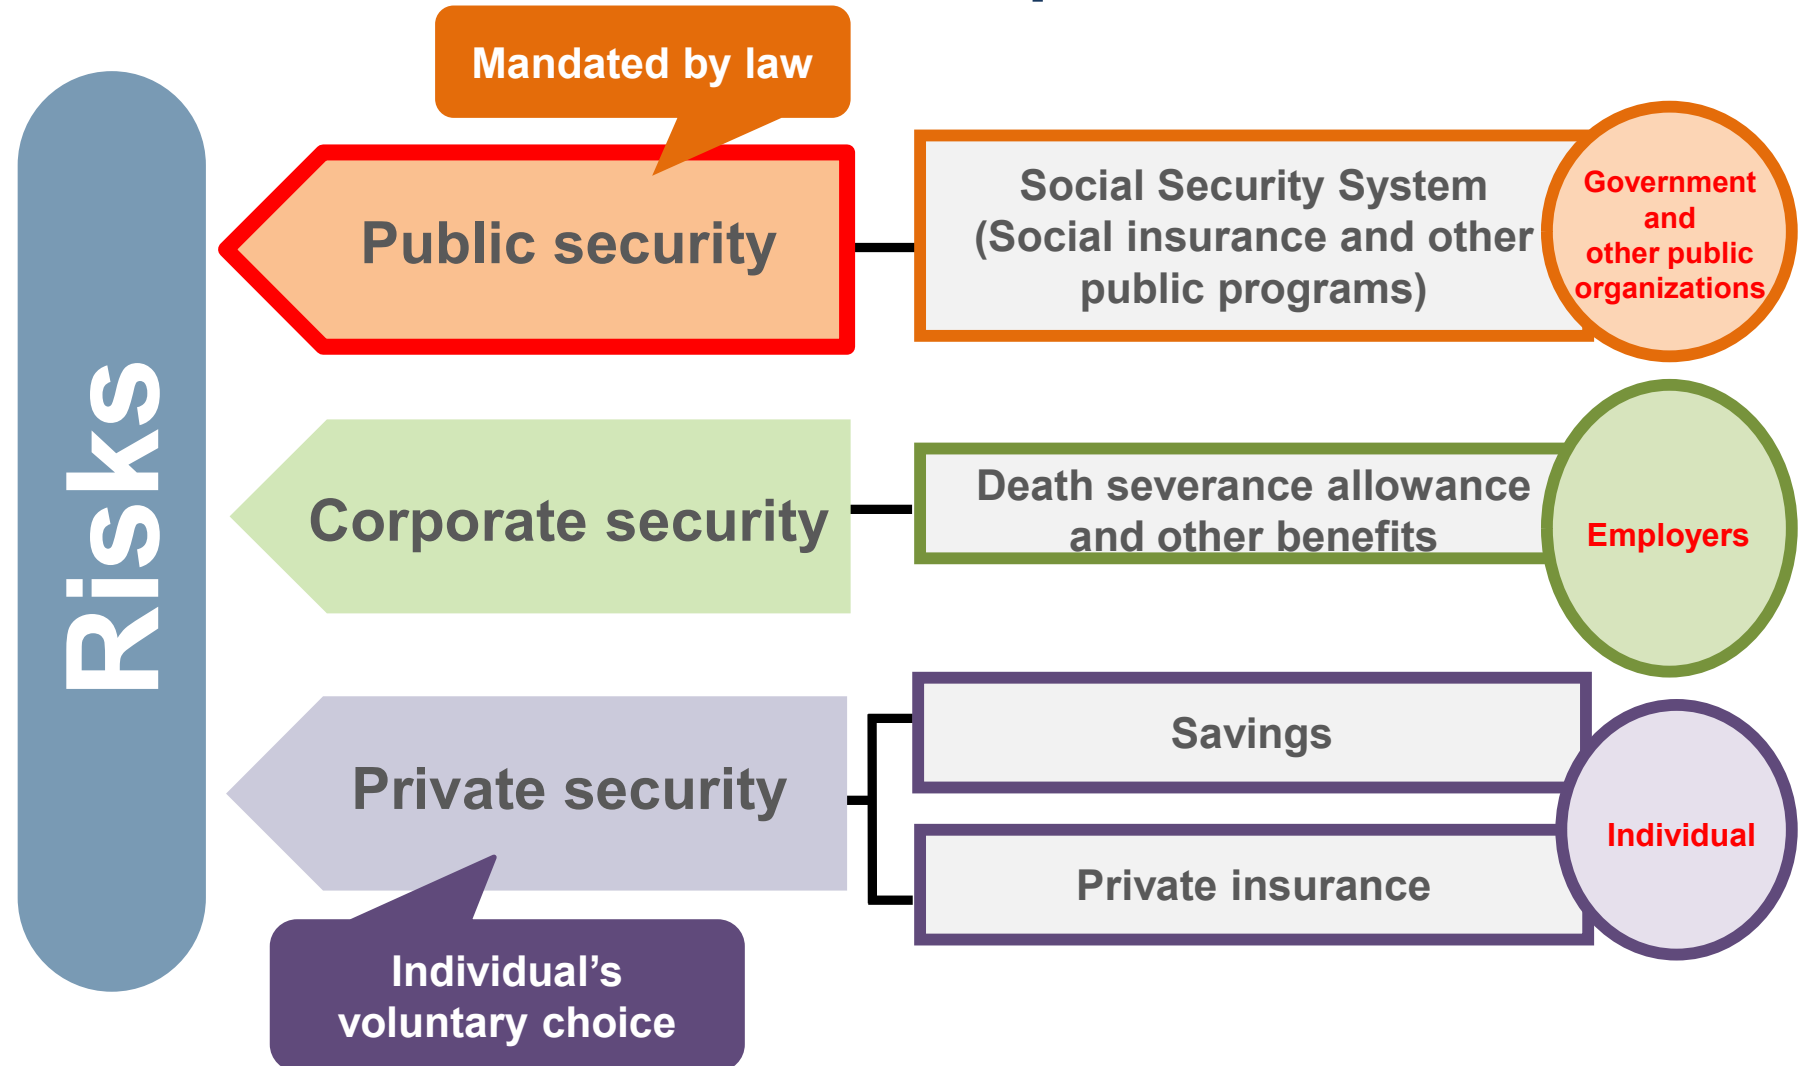 Mandated by law
Risks
Public security
Social Security System
(Social insurance and other
public programs)
Government
and
other public
organizations
Corporate security
Death severance allowance
and other benefits
Employers
Private security
Savings
Private insurance
Individual
Individual’s
voluntary choice